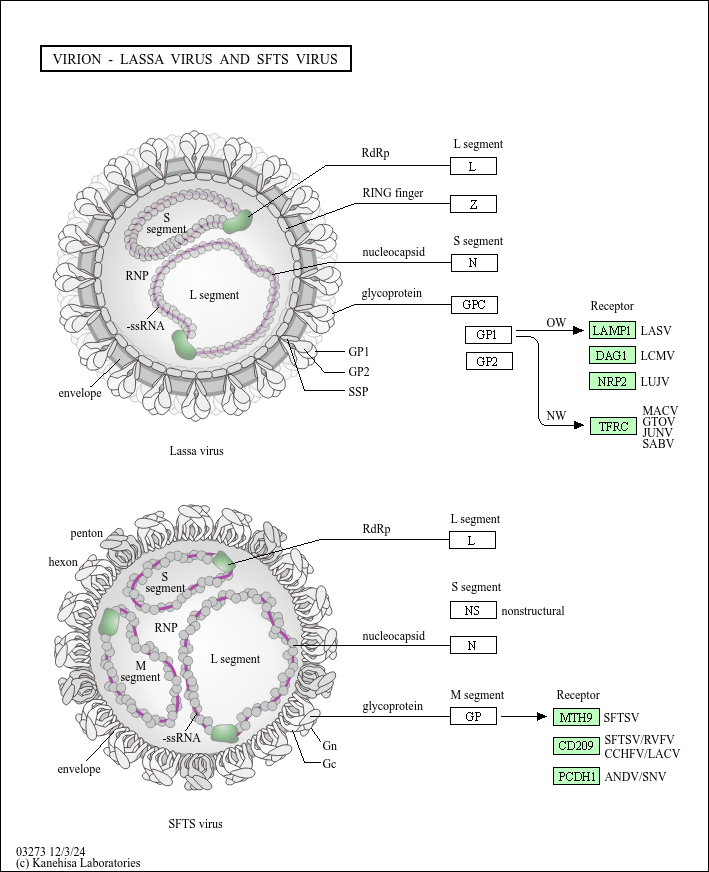 VIRION - LASSA VIRUS AND SFTS VIRUS
RdRp
L segment
L
RING finger
Z
S segment
nucleocapsid
N
glycoprotein
GPC
S
segment
RNP
L segment
-ssRNA
GP1
GP2
SSP
envelope
Lassa virus
GP1
GP2
OW
NW
Receptor
LAMP1 LASV
DAG1 LCMV
NRP2 LUJV
TFRC
MACV
GTOV
JUNV
SABV
penton
hexon
S
segment
RNP
M
segment
L segment
-ssRNA
envelope
Gn
Gc
SFTS virus
RdRp
L segment
L
S segment
NS nonstructural
nucleocapsid
N
glycoprotein
M segment
GP
Receptor
MTH9 SFTSV
CD209
SFTSV/RVFV
CCHFV/LACV
PCDH1 ANDV/SNV
03273 12/3/24
(c) Kanehisa Laboratories